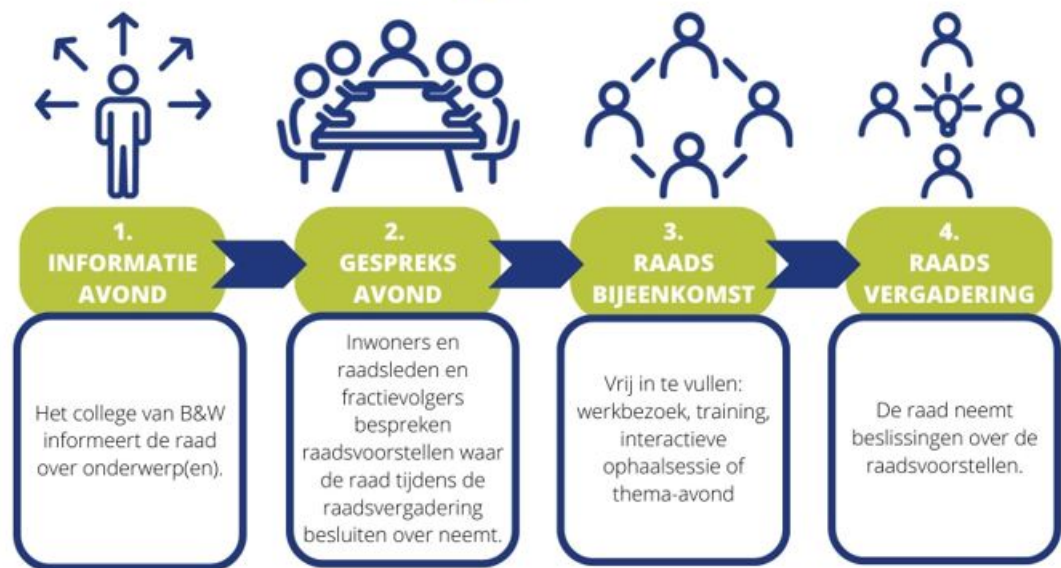 1.
INFORMATIE
AVOND
Het college van B&W
informeert de raad
over onderwerp(en).
2.
GESPREKS
AVOND
Inwoners en
raadsleden en
fractievolgers
bespreken
raadsvoorstellen waar
de raad tijdens de
raadsvergadering
besluiten over neemt.
3.
RAADS
BIJEENKOMST
Vrij in te vullen:
werkbezoek, training,
interactieve
ophaalsessie of
thema-avond
4.
RAADS
VERGADERING
De raad neemt
beslissingen over de
raadsvoorstellen.